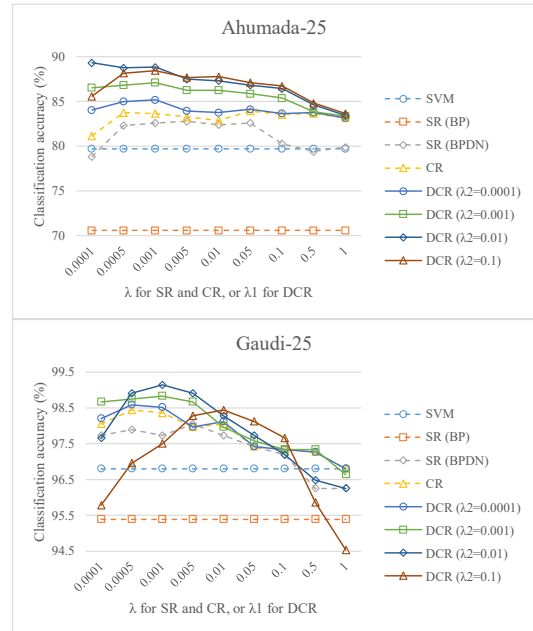 Ahumada-25
Classification accuracy (%)
90
85
80
75
70
0.0001
0.0005
0.001
0.005
0.01
0.05
0.1
0.5
1
λ for SR and CR, or λ1 for DCR
SVM
SR (BP)
SR (BPDN)
CR
DCR (λ2=0.0001)
DCR (λ2=0.001)
DCR (λ2=0.01)
DCR (λ2=0.1)
Gaudi-25
Classification accuracy (%)
99.5
98.5
97.5
96.5
95.5
94.5
0.0001
0.0005
0.001
0.005
0.01
0.05
0.1
0.5
1
λ for SR and CR, or λ1 for DCR
SVM
SR (BP)
SR (BPDN)
CR
DCR (λ2=0.0001)
DCR (λ2=0.001)
DCR (λ2=0.01)
DCR (λ2=0.1)